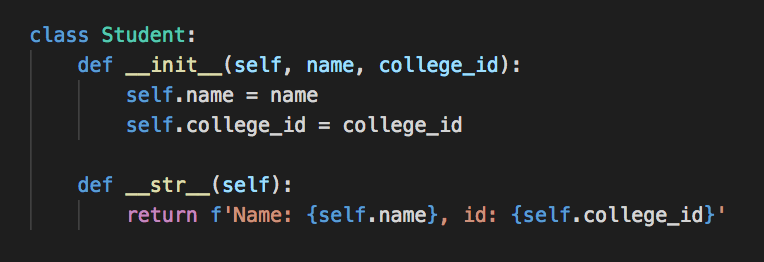 class Student:
    def __init__(self, name, college_id):
        self.name = name
        self.college_id = college_id
    def __str__(self):
        return f'Name: {self.name}, id: {self.college_id}'